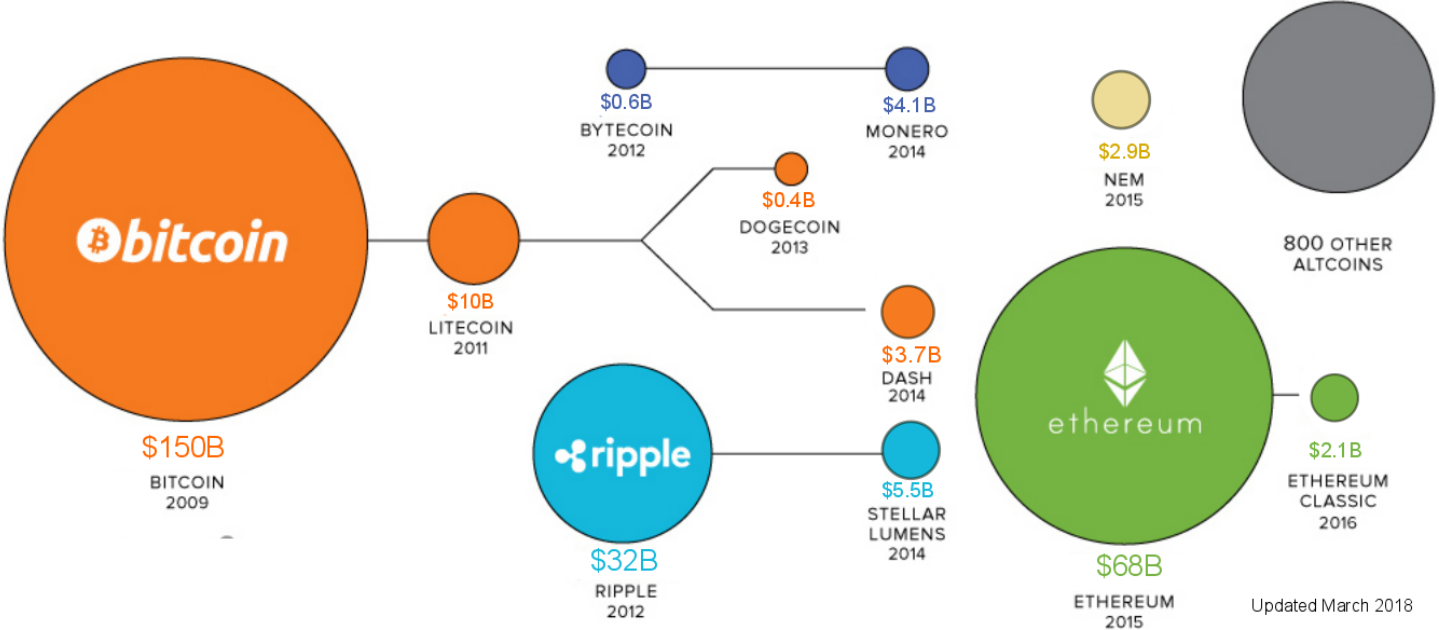 bitcoin
$150B
BITCOIN
2009
$10B
LITECOIN
2011
$0.6B
BYTECOIN
2012
$4.1B
MONERO
2014
$0.4B
DOGECOIN
2013
$3.7B
DASH
2014
ripple
$32B
RIPPLE
2012
$5.5B
STELLAR
LUMENS
2014
$2.9B
NEM
2015
800 OTHER
ALTCOINS
ethereum
$68B
ETHEREUM
2015
$2.1B
ETHEREUM
CLASSIC
2016
Updated March 2018